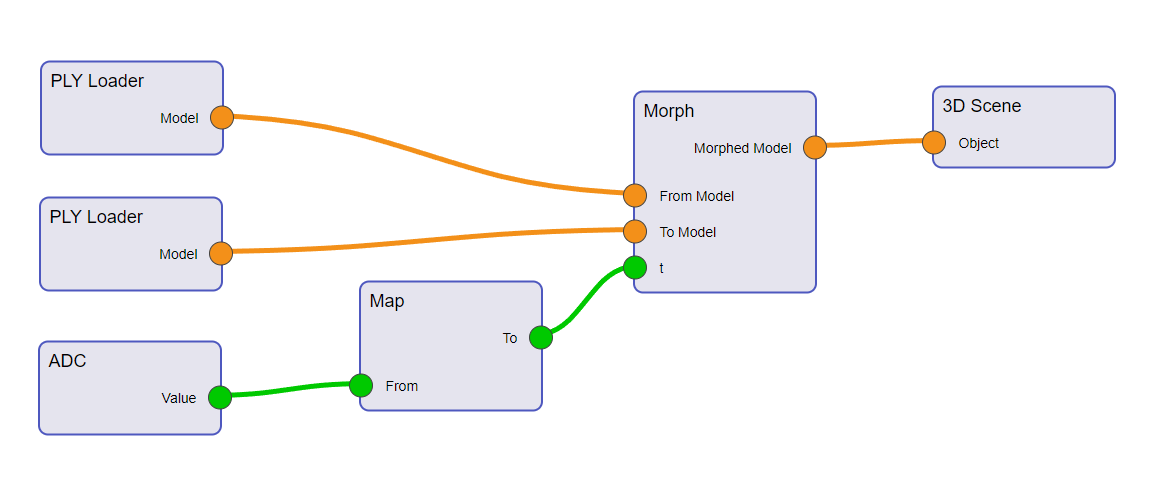 PLY Loader
Model
PLY Loader
Model
ADC
Value
Map
To
From
Morph
Morphed Model
From Model
To Model
t
3D Scene
Object